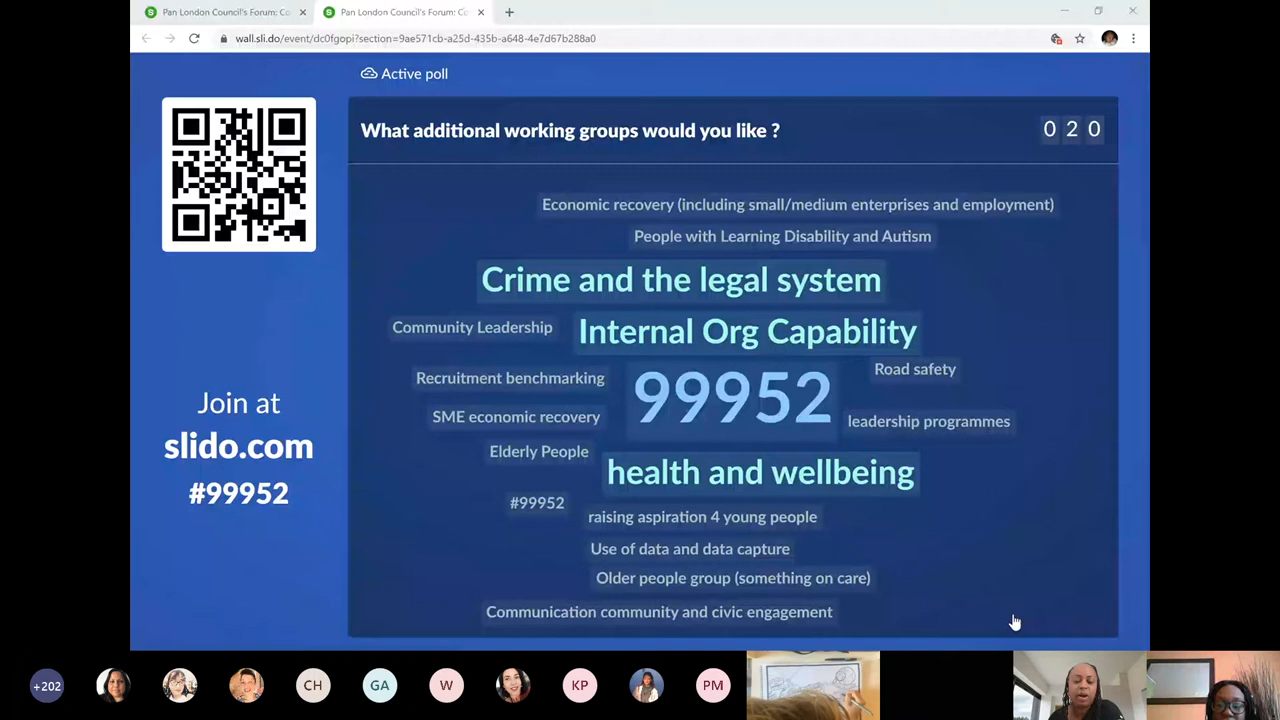 Pan London Council's Forum: Co
Pan London Council's Forum: Co
wall.sli.do/event/dc0fgopi?section=9ae571cb-a25d-435b-a648-4e7d67b288a0
Active poll
What additional working groups would you like ?
0 2 0
Economic recovery (including small/medium enterprises and employment)
People with Learning Disability and Autism
Crime and the legal system
Community Leadership
Internal Org Capability
Road safety
Recruitment benchmarking
99952
SME economic recovery
leadership programmes
Elderly People
health and wellbeing
#99952
raising aspiration 4 young people
Use of data and data capture
Older people group (something on care)
Communication community and civic engagement
Join at
slido.com
#99952
+202
CH
GA
W
KP
PM